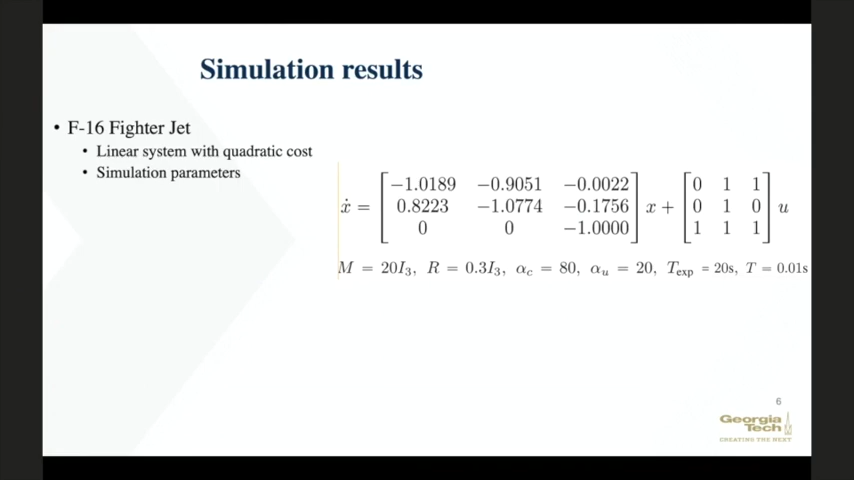 Simulation results
• F-16 Fighter Jet
• Linear system with quadratic cost
• Simulation parameters
ẋ = [−1.0189 −0.9051 −0.0022
0.8223 −1.0774 −0.1756
0 0 −1.0000] x + [0 1 1
0 1 0
1 1 1] u
M = 20I₃, R = 0.3I₃, α_c = 80, α_u = 20, T_exp = 20s, T = 0.01s
6
Georgia
Tech
CREATING THE NEXT